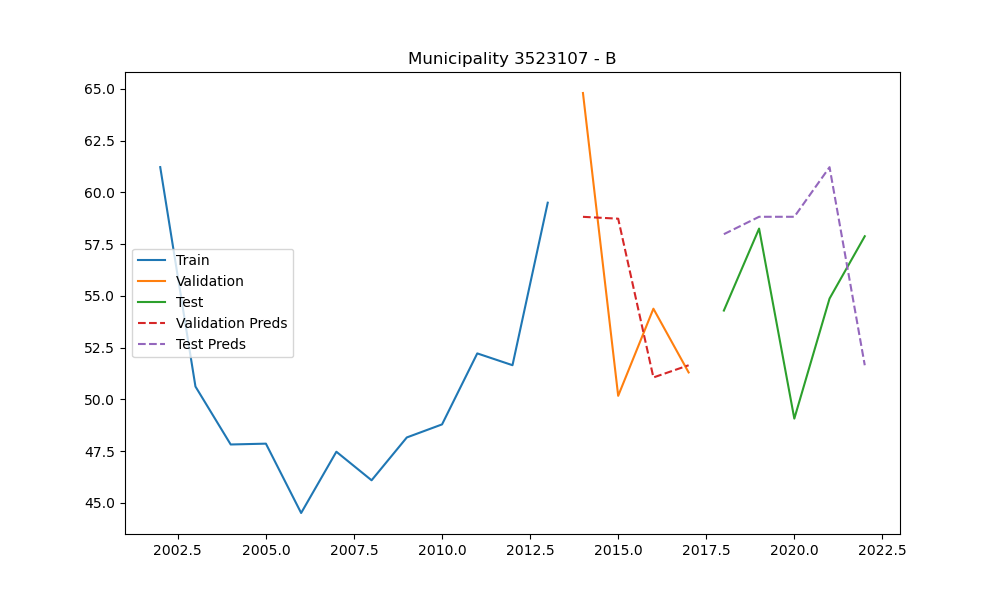 Municipality 3523107 - B
65.0
62.5
60.0
57.5
55.0
52.5
50.0
47.5
45.0
Train
Validation
Test
Validation Preds
Test Preds
2002.5 2005.0 2007.5 2010.0 2012.5 2015.0 2017.5 2020.0 2022.5